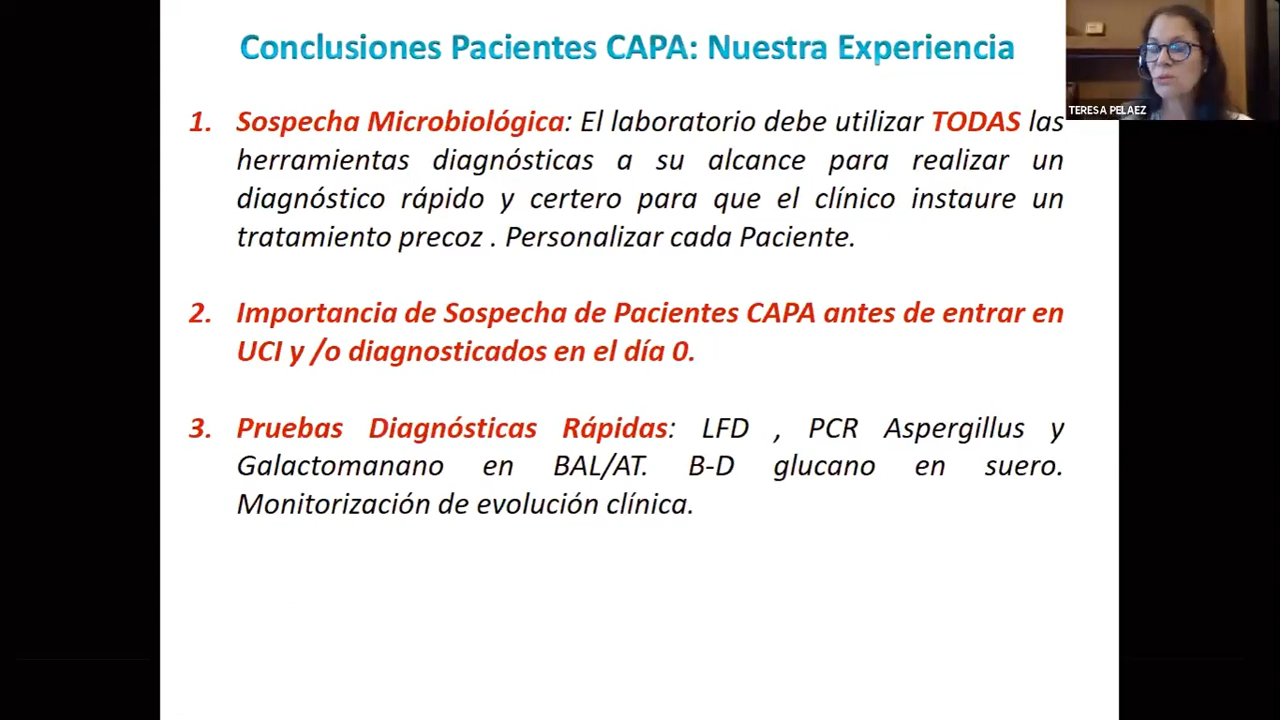 Conclusiones Pacientes CAPA: Nuestra Experiencia
TERESA PELAEZ
1. Sospecha Microbiológica: El laboratorio debe utilizar TODAS las
herramientas diagnósticas a su alcance para realizar un
diagnóstico rápido y certero para que el clínico instaure un
tratamiento precoz . Personalizar cada Paciente.
2. Importancia de Sospecha de Pacientes CAPA antes de entrar en
UCI y /o diagnosticados en el día 0.
3. Pruebas Diagnósticas Rápidas: LFD , PCR Aspergillus y
Galactomanano en BAL/AT. B-D glucano en suero.
Monitorización de evolución clínica.